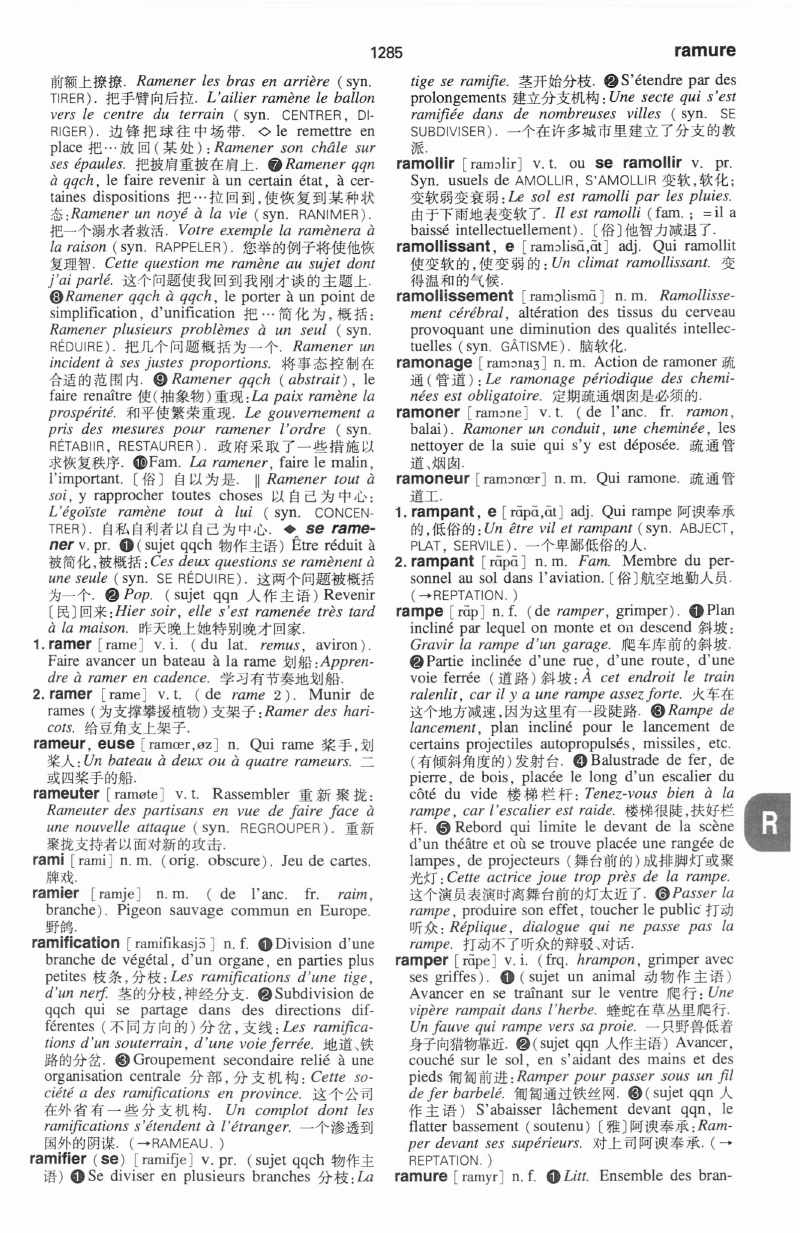 1285
ramure
前额上撩撩. Ramener les bras en arrière (syn.
TIRER). 把手臂向后拉. L'ailier ramène le ballon
vers le centre du terrain (syn. CENTRER, DI-
RIGER). 边锋把球往中场带. ◇ le remettre en
place 把…放回(某处): Ramener son châle sur
ses épaules. 把披肩重披在肩上. ❼ Ramener qqn
à qqch, le faire revenir à un certain état, à cer-
taines dispositions 把…拉回到,使恢复到某种状
态: Ramener un noyé à la vie (syn. RANIMER).
把一个溺水者救活. Votre exemple la ramènera à
la raison (syn. RAPPELER). 您举的例子将使他恢
复理智. Cette question me ramène au sujet dont
j'ai parlé. 这个问题使我回到我刚才谈的主题上.
❽ Ramener qqch à qqch, le porter à un point de
simplification, d'unification 把…简化为,概括:
Ramener plusieurs problèmes à un seul (syn.
RÉDUIRE). 把几个问题概括为一个. Ramener un
incident à ses justes proportions. 将事态控制在
合适的范围内. ❾ Ramener qqch (abstrait), le
faire renaître 使(抽象物)重现: La paix ramène la
prospérité. 和平使繁荣重现. Le gouvernement a
pris des mesures pour ramener l'ordre (syn.
RÉTABIIR, RESTAURER). 政府采取了一些措施以
求恢复秩序. ❿ Fam. La ramener, faire le malin,
l'important. [俗] 自以为是. ‖ Ramener tout à
soi, y rapprocher toutes choses 以自己为中心:
L'égoïste ramène tout à lui (syn. CONCEN-
TRER). 自私自利者以自己为中心. ◆ se rame-
ner v. pr. ❶ (sujet qqch 物作主语) Être réduit à
被简化,被概括: Ces deux questions se ramènent à
une seule (syn. SE RÉDUIRE). 这两个问题被概括
为一个. ❷ Pop. (sujet qqn 人作主语) Revenir
[民]回来: Hier soir, elle s'est ramenée très tard
à la maison. 昨天晚上她特别晚才回家.
1. ramer [rame] v. i. (du lat. remus, aviron).
Faire avancer un bateau à la rame 划船: Appren-
dre à ramer en cadence. 学习有节奏地划船.
2. ramer [rame] v. t. (de rame 2). Munir de
rames (为支撑攀援植物)支架子: Ramer des hari-
cots. 给豆角支上架子.
rameur, euse [ramœr,øz] n. Qui rame 桨手,划
桨人: Un bateau à deux ou à quatre rameurs. 二
或四桨手的船.
rameuter [ramøte] v. t. Rassembler 重新聚拢:
Rameuter des partisans en vue de faire face à
une nouvelle attaque (syn. REGROUPER). 重新
聚拢支持者以面对新的攻击.
rami [rami] n. m. (orig. obscure). Jeu de cartes.
牌戏.
ramier [ramje] n. m. (de l'anc. fr. raim,
branche). Pigeon sauvage commun en Europe.
野鸽.
ramification [ramifikasjɔ̃] n. f. ❶ Division d'une
branche de végétal, d'un organe, en parties plus
petites 枝条,分枝: Les ramifications d'une tige,
d'un nerf. 茎的分枝,神经分支. ❷ Subdivision de
qqch qui se partage dans des directions dif-
férentes (不同方向的)分岔,支线: Les ramifica-
tions d'un souterrain, d'une voie ferrée. 地道、铁
路的分岔. ❸ Groupement secondaire relié à une
organisation centrale 分部,分支机构: Cette so-
ciété a des ramifications en province. 这个公司
在外省有一些分支机构. Un complot dont les
ramifications s'étendent à l'étranger. 一个渗透到
国外的阴谋. (→RAMEAU.)
ramifier (se) [ramifje] v. pr. (sujet qqch 物作主
语) ❶ Se diviser en plusieurs branches 分枝: La
tige se ramifie. 茎开始分枝. ❷ S'étendre par des
prolongements 建立分支机构: Une secte qui s'est
ramifiée dans de nombreuses villes (syn. SE
SUBDIVISER). 一个在许多城市里建立了分支的教
派.
ramollir [ramɔlir] v. t. ou se ramollir v. pr.
Syn. usuels de AMOLLIR, S'AMOLLIR 变软,软化;
变软弱变衰弱: Le sol est ramolli par les pluies.
由于下雨地表变软了. Il est ramolli (fam.; =il a
baissé intellectuellement). [俗]他智力减退了.
ramollissant, e [ramɔlisɑ̃,ɑ̃t] adj. Qui ramollit
使变软的,使变弱的: Un climat ramollissant. 变
得温和的气候.
ramollissement [ramɔlismɑ̃] n. m. Ramollisse-
ment cérébral, altération des tissus du cerveau
provoquant une diminution des qualités intellec-
tuelles (syn. GÂTISME). 脑软化.
ramonage [ramɔnaʒ] n. m. Action de ramoner 疏
通(管道): Le ramonage périodique des chemi-
nées est obligatoire. 定期疏通烟囱是必须的.
ramoner [ramɔne] v. t. (de l'anc. fr. ramon,
balai). Ramoner un conduit, une cheminée, les
nettoyer de la suie qui s'y est déposée. 疏通管
道、烟囱.
ramoneur [ramɔnœr] n. m. Qui ramone. 疏通管
道工.
1. rampant, e [rɑ̃pɑ̃,ɑ̃t] adj. Qui rampe 阿谀奉承
的,低俗的: Un être vil et rampant (syn. ABJECT,
PLAT, SERVILE). 一个卑鄙低俗的人.
2. rampant [rɑ̃pɑ̃] n. m. Fam. Membre du per-
sonnel au sol dans l'aviation. [俗]航空地勤人员.
(→REPTATION.)
rampe [rɑ̃p] n. f. (de ramper, grimper). ❶ Plan
incliné par lequel on monte et on descend 斜坡:
Gravir la rampe d'un garage. 爬车库前的斜坡.
❷ Partie inclinée d'une rue, d'une route, d'une
voie ferrée (道路)斜坡: À cet endroit le train
ralenlit, car il y a une rampe assez forte. 火车在
这个地方减速,因为这里有一段陡路. ❸ Rampe de
lancement, plan incliné pour le lancement de
certains projectiles autopropulsés, missiles, etc.
(有倾斜角度的)发射台. ❹ Balustrade de fer, de
pierre, de bois, placée le long d'un escalier du
côté du vide 楼梯栏杆: Tenez-vous bien à la
rampe, car l'escalier est raide. 楼梯很陡,扶好栏
杆. ❺ Rebord qui limite le devant de la scène
d'un théâtre et où se trouve placée une rangée de
lampes, de projecteurs (舞台前的)成排脚灯或聚
光灯: Cette actrice joue trop près de la rampe.
这个演员表演时离舞台前的灯太近了. ❻ Passer la
rampe, produire son effet, toucher le public 打动
听众: Réplique, dialogue qui ne passe pas la
rampe. 打动不了听众的辩驳、对话.
ramper [rɑ̃pe] v. i. (frq. hrampon, grimper avec
ses griffes). ❶ (sujet un animal 动物作主语)
Avancer en se traînant sur le ventre 爬行: Une
vipère rampait dans l'herbe. 蝰蛇在草丛里爬行.
Un fauve qui rampe vers sa proie. 一只野兽低着
身子向猎物靠近. ❷ (sujet qqn 人作主语) Avancer,
couché sur le sol, en s'aidant des mains et des
pieds 匍匐前进: Ramper pour passer sous un fil
de fer barbelé. 匍匐通过铁丝网. ❸ (sujet qqn 人
作主语) S'abaisser lâchement devant qqn, le
flatter bassement (soutenu) [雅]阿谀奉承: Ram-
per devant ses supérieurs. 对上司阿谀奉承. (→
REPTATION.)
ramure [ramyr] n. f. ❶ Litt. Ensemble des bran-
R